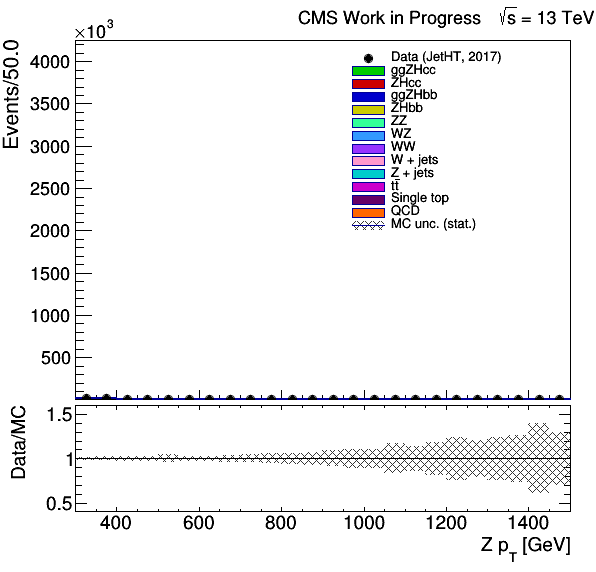 CMS Work in Progress √s = 13 TeV
×10³
Events/50.0
4000
3500
3000
2500
2000
1500
1000
500
Data (JetHT, 2017)
ggZHcc
ZHcc
ggZHbb
ZHbb
ZZ
WZ
WW
W + jets
Z + jets
tt̄
Single top
QCD
MC unc. (stat.)
Data/MC
1.5
1
0.5
400 600 800 1000 1200 1400
Z p_T [GeV]